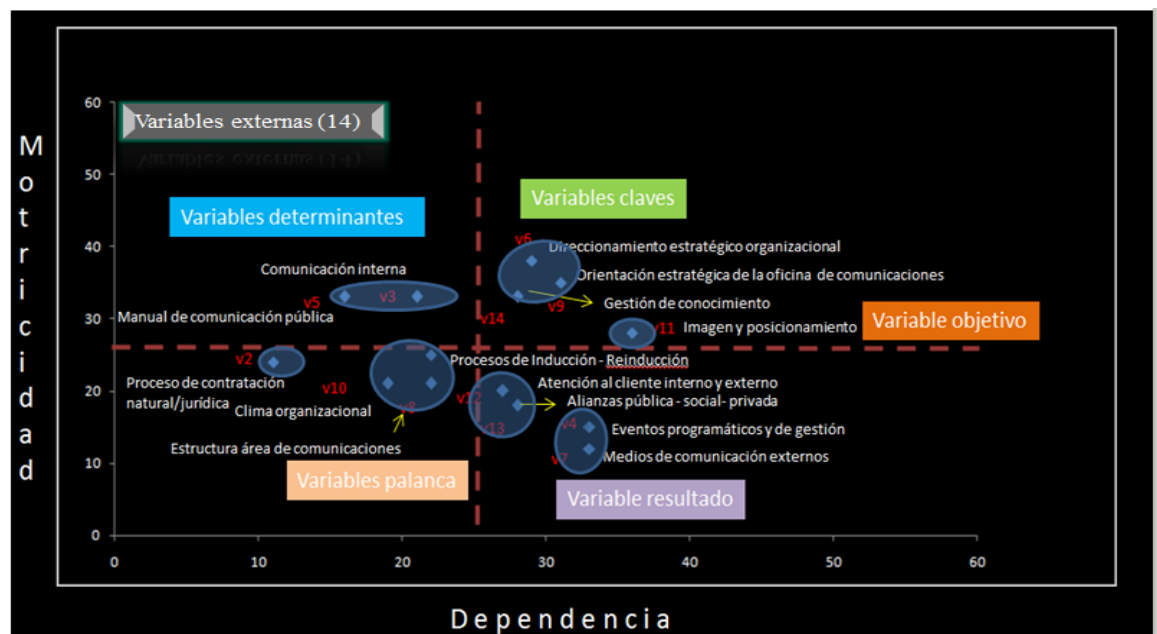 Motricidad
60
50
40
30
20
10
0
Variables externas (14)
Variables externas (14)
Variables determantes
Variables claves
v6
Direccionamiento estratégico organizacional
Comunicación interna
Orientación estratégica de la oficina de comunicaciones
v5
v3
v9
Gestión de conocimiento
Manual de comunicación pública
v14
v11
Imagen y posicionamiento
Variable objetivo
v2
Procesos de Inducción - Reinducción
Proceso de contratación
natural/jurídica
v10
Atención al cliente interno y externo
v12
Alianzas pública - social- privada
Clima organizacional
v8
v13
v4
Eventos programáticos y de gestión
Estructura área de comunicaciones
v7
Medios de comunicación externos
Variables palanca
Variable resultado
0
10
20
30
40
50
60
Dependencia